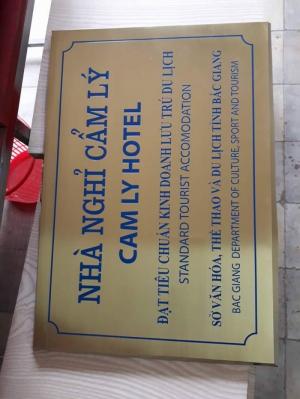 NHÀ NGHỈ CẨM LÝ
CAM LY HOTEL
ĐẠT TIÊU CHUẨN KINH DOANH LƯU TRÚ DU LỊCH
STANDARD TOURIST ACCOMODATION
SỞ VĂN HÓA, THỂ THAO VÀ DU LỊCH TỈNH BẮC GIANG
BAC GIANG DEPARTMENT OF CULTURE, SPORT AND TOURISM